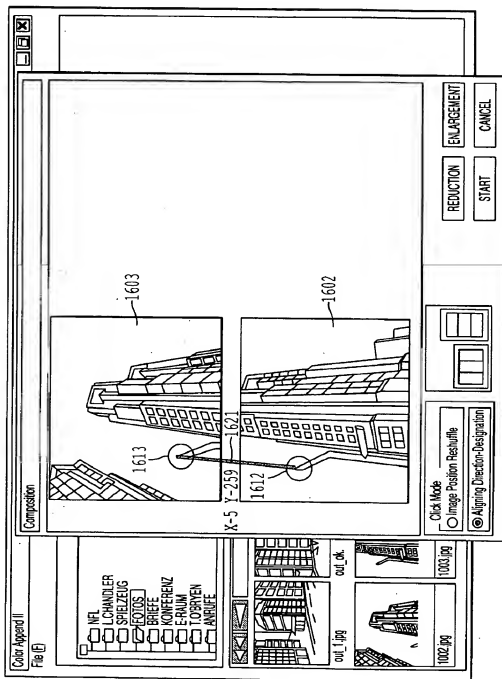 Color Append II
File (F)
NFL
L.CHANDLER
SPIELZEUG
FOTOS
BRIEFE
KONFERENZ
E-RAUM
T.O'BRYEN
ANRUFE
out_1.jpg
out_ok.
1002.jpg
1003.jpg
Composition
1603
1602
1613
1612
1621
X-5 Y-259
Click Mode
Image Position Reshuffle
Aligning Direction-Designation
REDUCTION
ENLARGEMENT
START
CANCEL